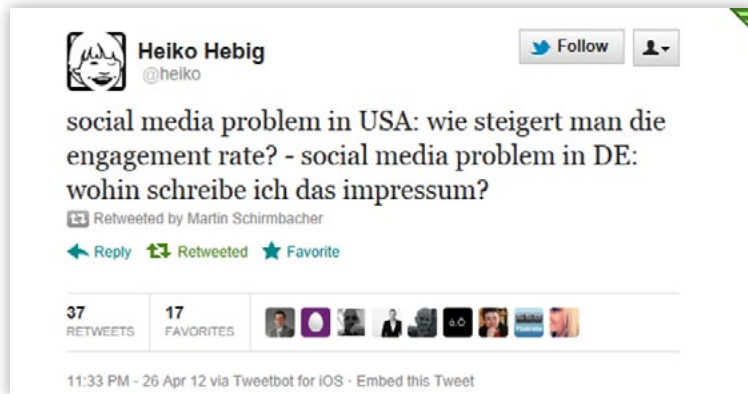 Heiko Hebig
@heiko
Follow
social media problem in USA: wie steigert man die
engagement rate? - social media problem in DE:
wohin schreibe ich das impressum?
Retweeted by Martin Schirmbacher
Reply Retweeted Favorite
37 17
RETWEETS FAVORITES
11:33 PM - 26 Apr 12 via Tweetbot for iOS · Embed this Tweet